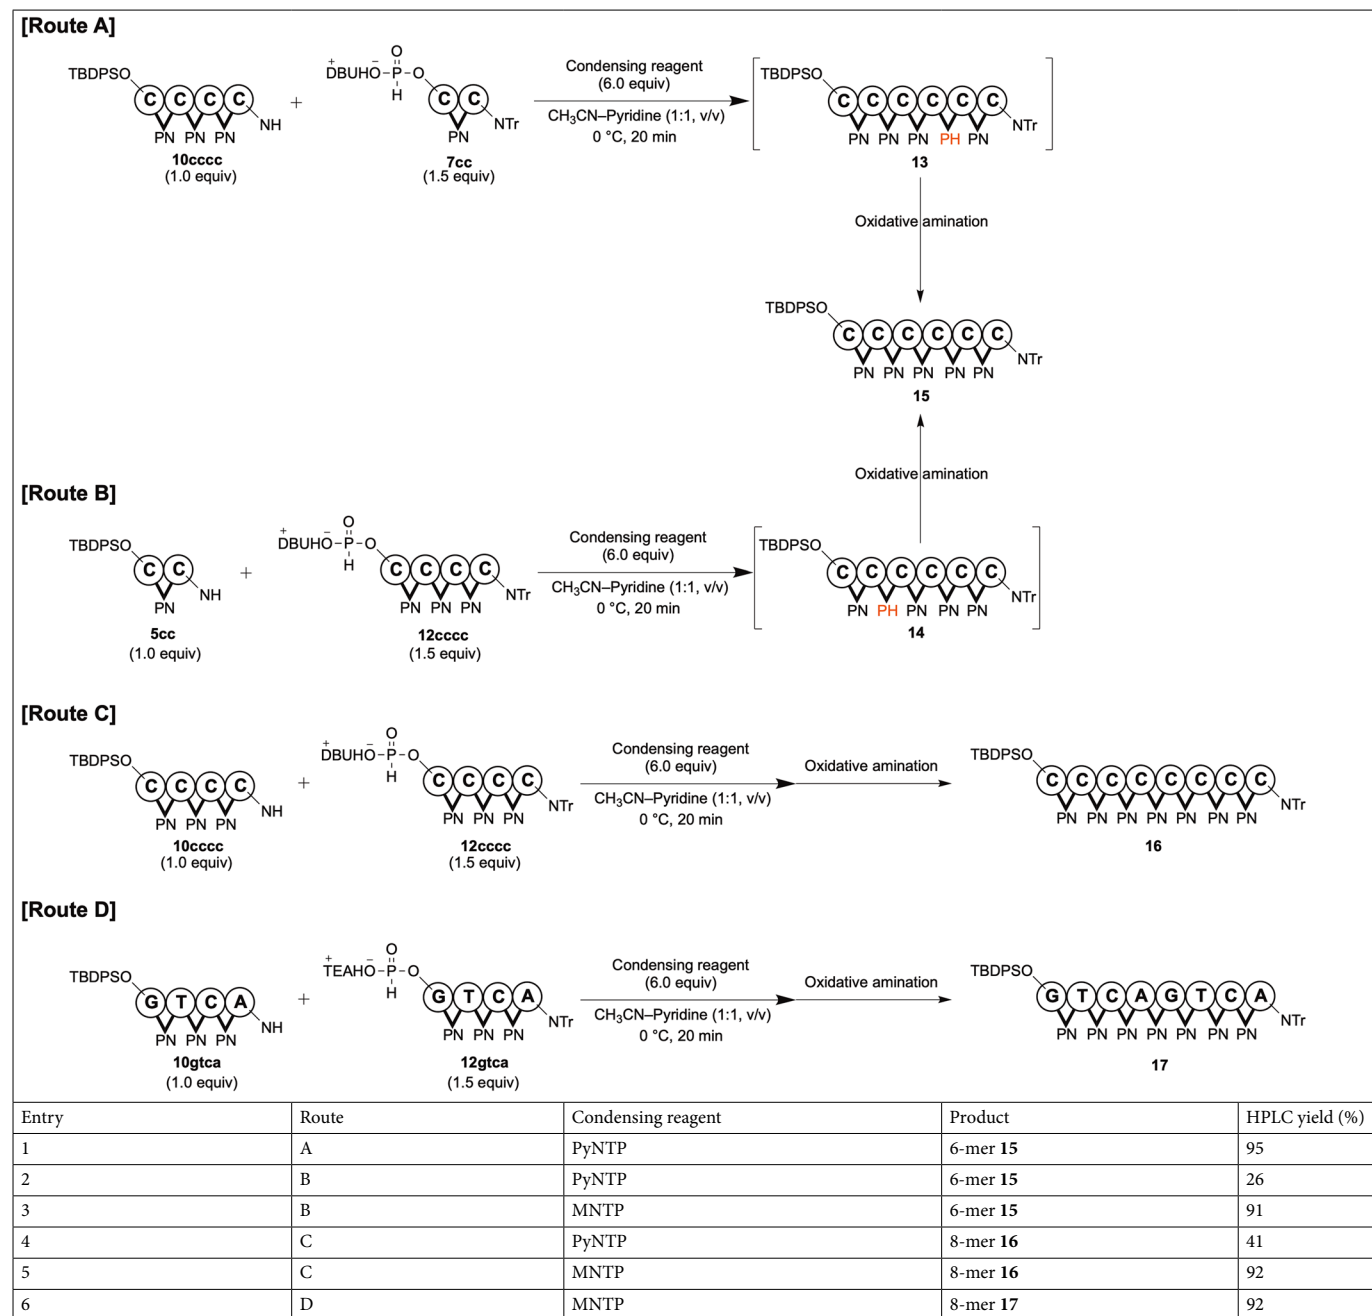 [Route A]
TBDPSO
C C C C
NH
PN PN PN
10cccc
(1.0 equiv)
+
+ −
DBUHO–P–O
O
H
C C
NTr
PN
7cc
(1.5 equiv)
Condensing reagent
(6.0 equiv)
CH3CN–Pyridine (1:1, v/v)
0 °C, 20 min
TBDPSO
C C C C C C
NTr
PN PN PN PH PN
13
Oxidative amination
TBDPSO
C C C C C C
NTr
PN PN PN PN PN
15
Oxidative amination
[Route B]
TBDPSO
C C
NH
PN
5cc
(1.0 equiv)
+
+ −
DBUHO–P–O
O
H
C C C C
NTr
PN PN PN
12cccc
(1.5 equiv)
Condensing reagent
(6.0 equiv)
CH3CN–Pyridine (1:1, v/v)
0 °C, 20 min
TBDPSO
C C C C C C
NTr
PN PH PN PN PN
14
[Route C]
TBDPSO
C C C C
NH
PN PN PN
10cccc
(1.0 equiv)
+
+ −
DBUHO–P–O
O
H
C C C C
NTr
PN PN PN
12cccc
(1.5 equiv)
Condensing reagent
(6.0 equiv)
CH3CN–Pyridine (1:1, v/v)
0 °C, 20 min
Oxidative amination
TBDPSO
C C C C C C C C
NTr
PN PN PN PN PN PN PN
16
[Route D]
TBDPSO
G T C A
NH
PN PN PN
10gtca
(1.0 equiv)
+
+ −
TEAHO–P–O
O
H
G T C A
NTr
PN PN PN
12gtca
(1.5 equiv)
Condensing reagent
(6.0 equiv)
CH3CN–Pyridine (1:1, v/v)
0 °C, 20 min
Oxidative amination
TBDPSO
G T C A G T C A
NTr
PN PN PN PN PN PN PN
17
Entry Route Condensing reagent Product HPLC yield (%)
1 A PyNTP 6-mer 15 95
2 B PyNTP 6-mer 15 26
3 B MNTP 6-mer 15 91
4 C PyNTP 8-mer 16 41
5 C MNTP 8-mer 16 92
6 D MNTP 8-mer 17 92